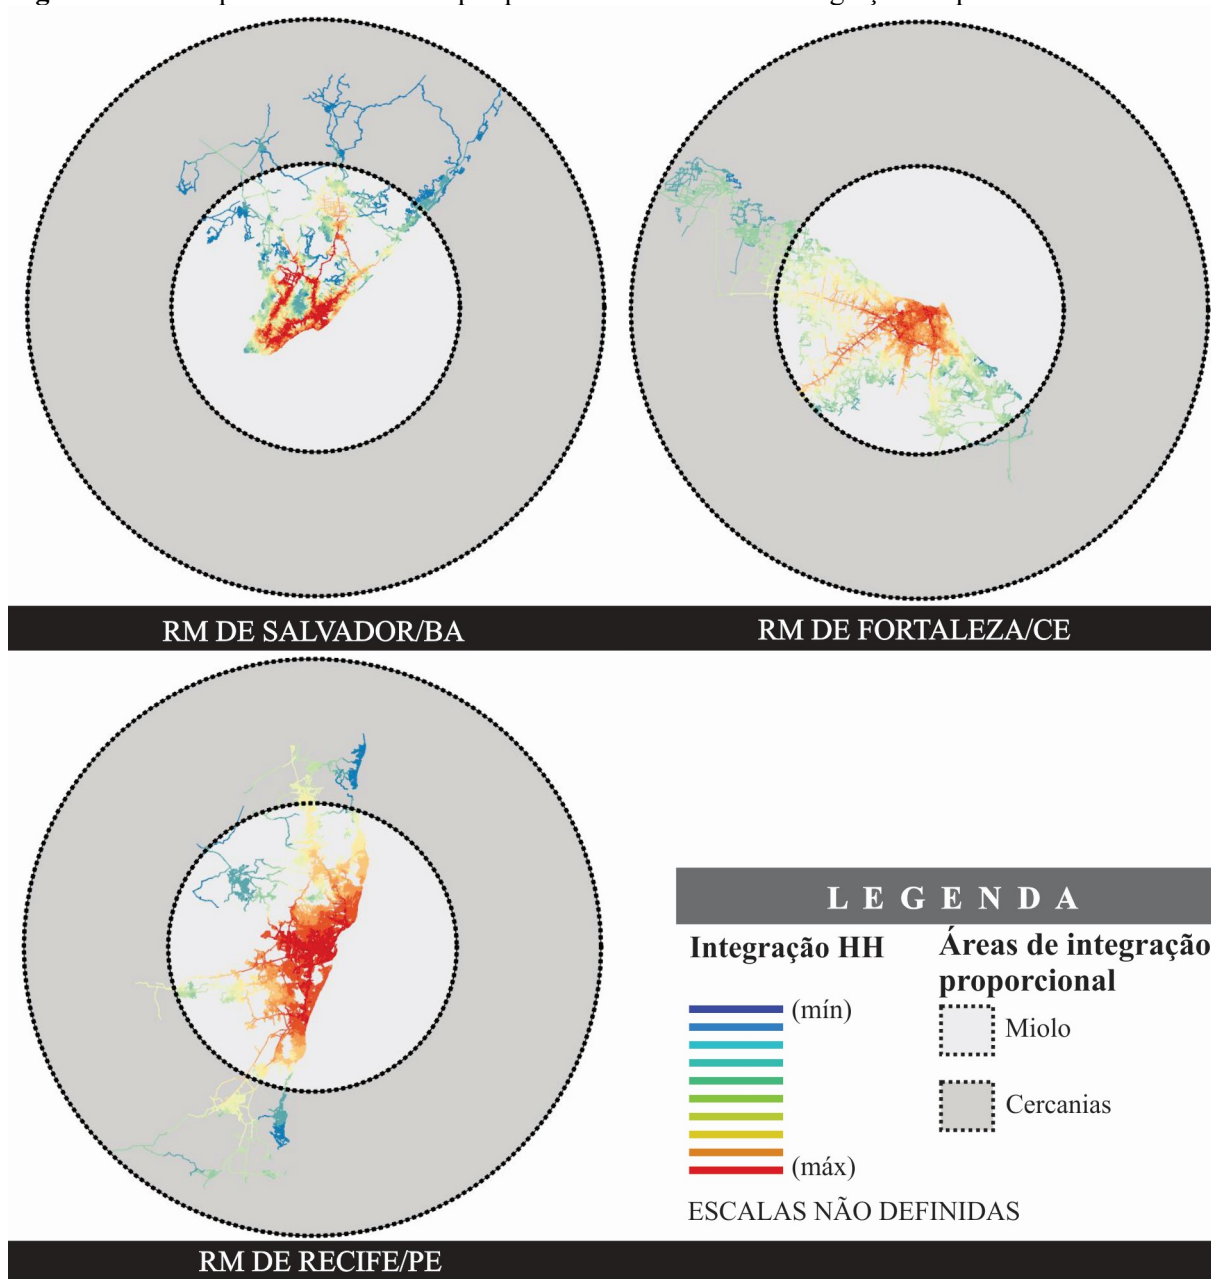 RM DE SALVADOR/BA
RM DE FORTALEZA/CE
LEGENDA
Integração HH
Áreas de integração
proporcional
(mín)
Miolo
Cercanias
(máx)
ESCALAS NÃO DEFINIDAS
RM DE RECIFE/PE